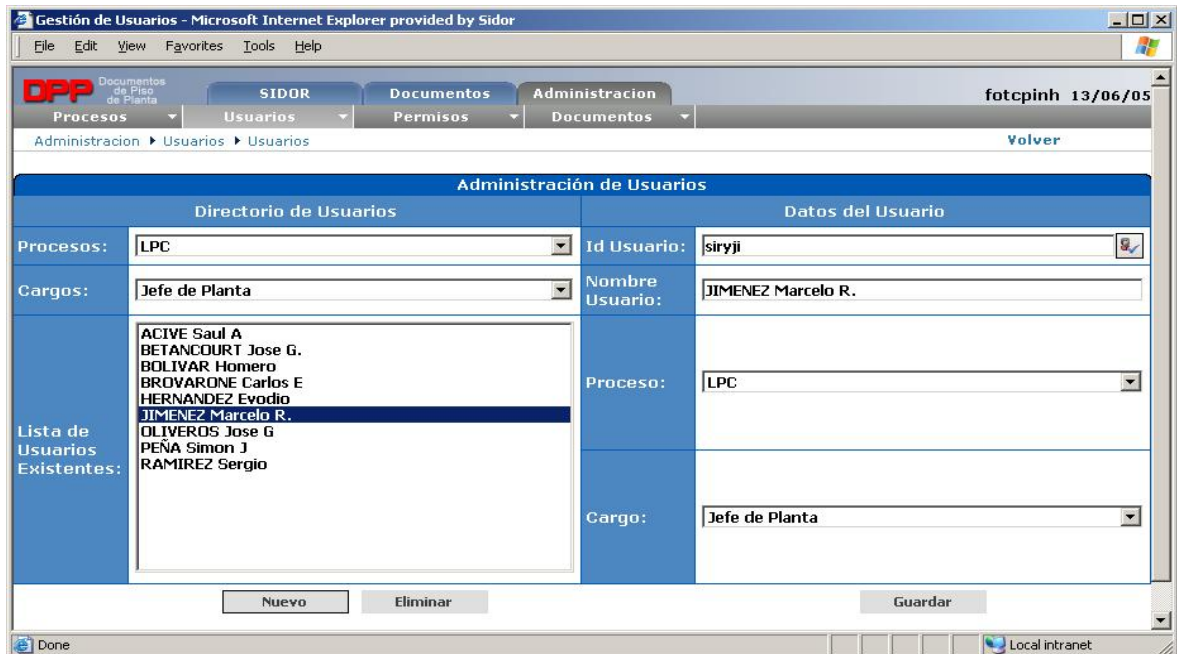 Gestión de Usuarios - Microsoft Internet Explorer provided by Sidor
File Edit View Favorites Tools Help
DPP Documentos de Piso de Planta
SIDOR Documentos Administracion fotcpinh 13/06/05
Procesos Usuarios Permisos Documentos
Administracion Usuarios Usuarios Volver
Administración de Usuarios
Directorio de Usuarios Datos del Usuario
Procesos: LPC Id Usuario: siryji
Cargos: Jefe de Planta Nombre Usuario: JIMENEZ Marcelo R.
Lista de Usuarios Existentes:
ACIVE Saul A
BETANCOURT Jose G.
BOLIVAR Homero
BROVARONE Carlos E
HERNANDEZ Evodio
JIMENEZ Marcelo R.
OLIVEROS Jose G
PEÑA Simon J
RAMIREZ Sergio
Proceso: LPC
Cargo: Jefe de Planta
Nuevo Eliminar Guardar
Done Local intranet